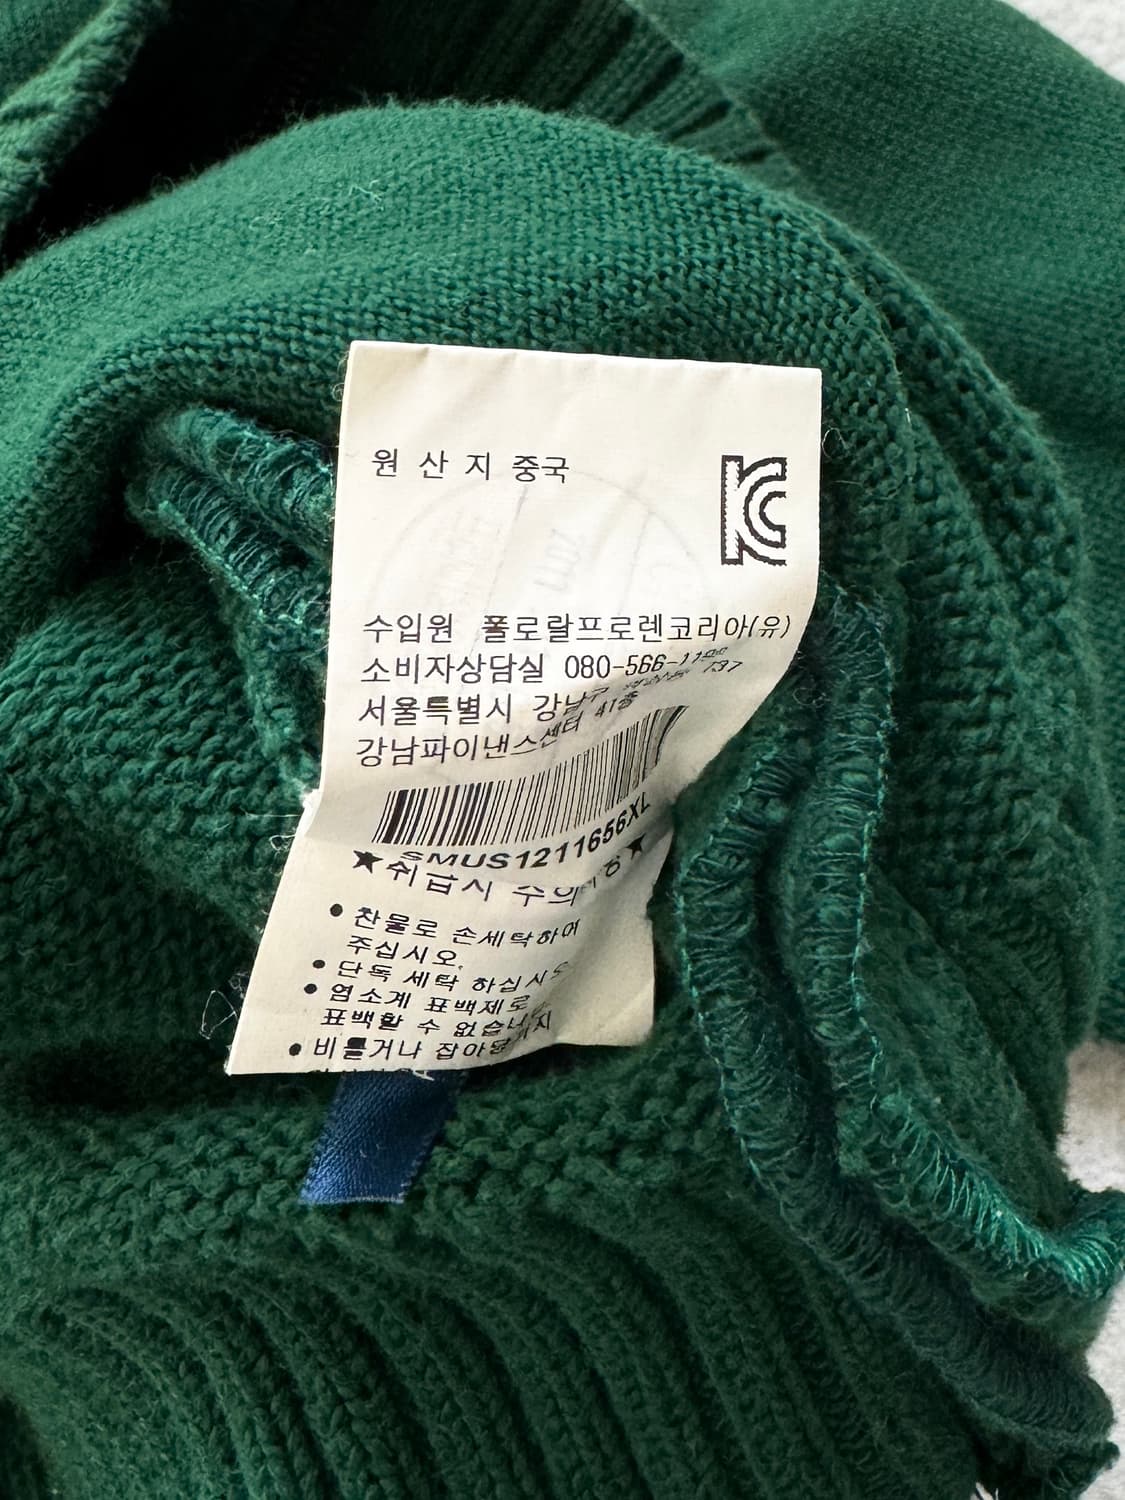 원 산 지 중국
KC
수입원 폴로랄프로렌코리아(유)
소비자상담실 080-566-
서울특별시 강남구 737
강남파이낸스센터 41층
SMUS1211656XL
★취급시 주의사항★
● 찬물로 손세탁하여
주십시오.
● 단독 세탁 하십시오
● 염소계 표백제로
표백할 수 없습니다
● 비틀거나 잡아당기지